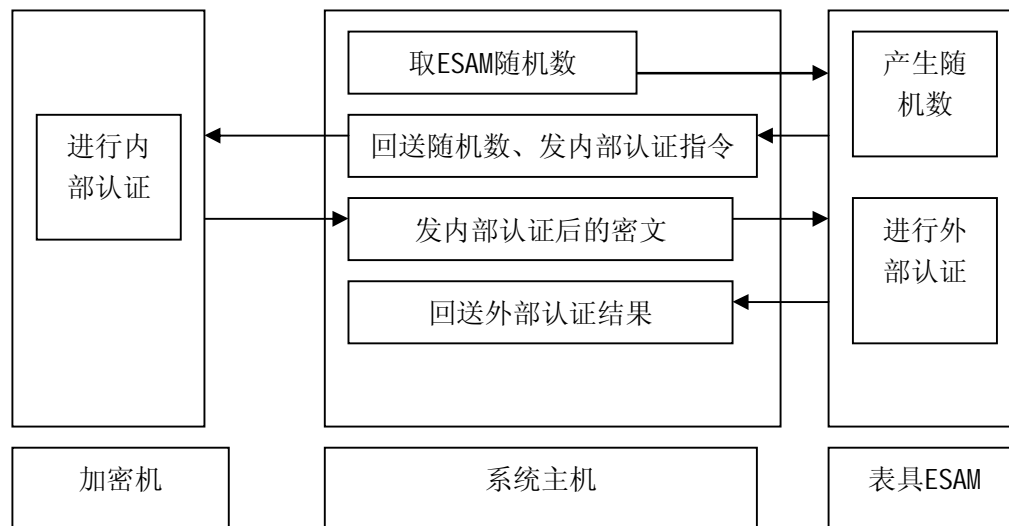 取ESAM随机数
产生随
机数
进行内
部认证
回送随机数、发内部认证指令
发内部认证后的密文
进行外
部认证
回送外部认证结果
加密机
系统主机
表具ESAM